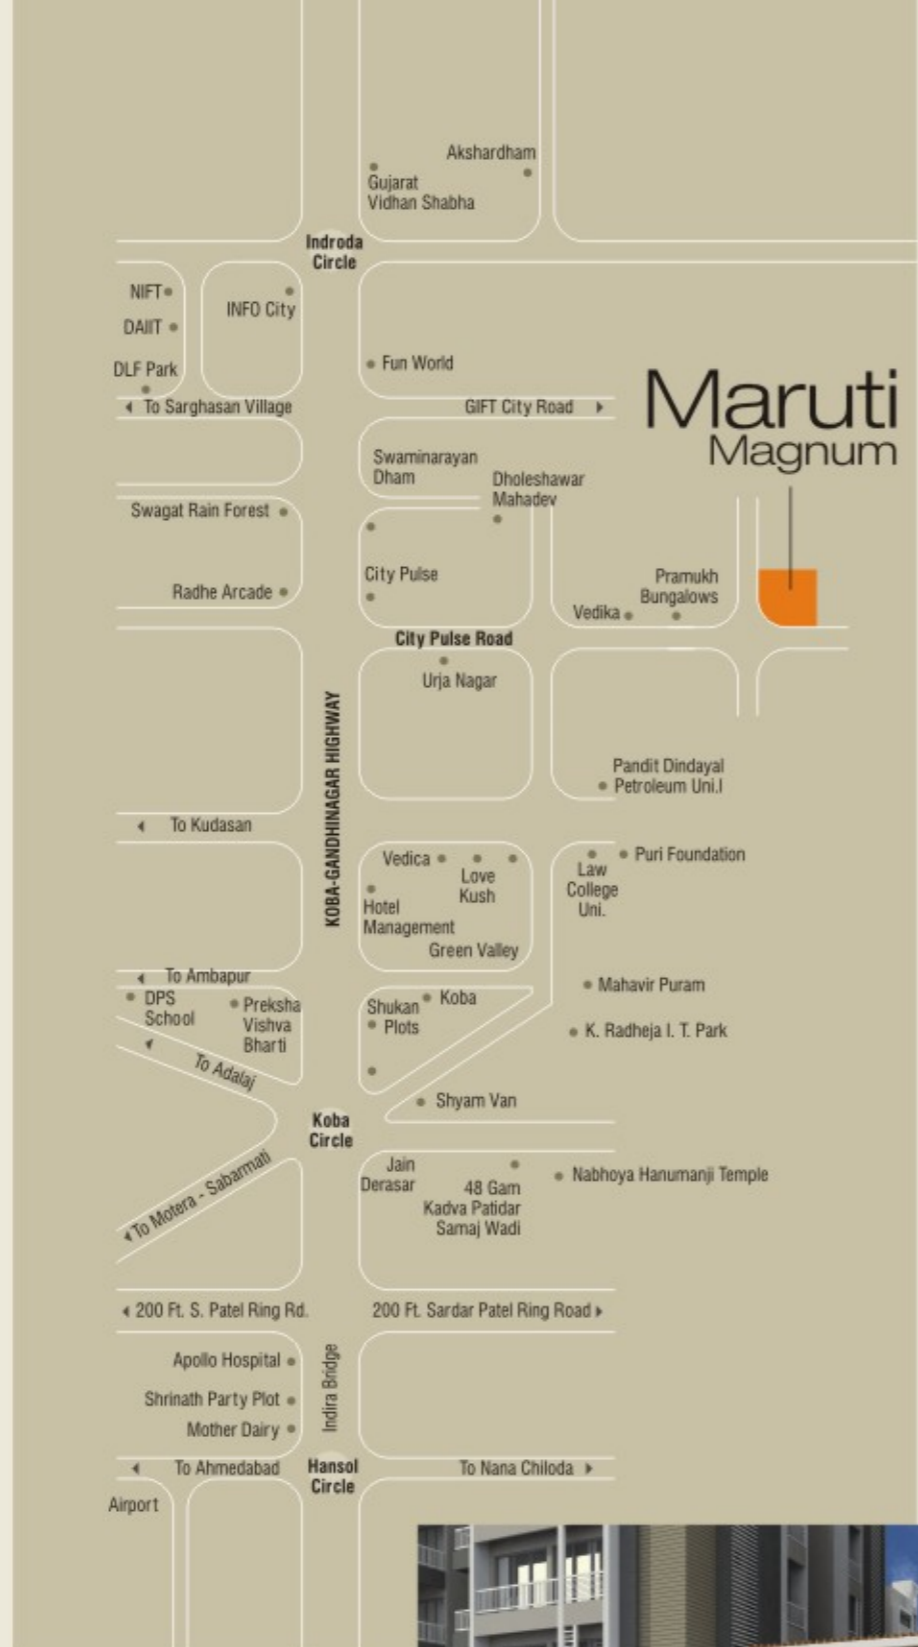 Akshardham
Gujarat
Vidhan Shabha
Indroda
Circle
NIFT
INFO City
DAIIT
DLF Park
Fun World
To Sarghasan Village
GIFT City Road
Maruti
Magnum
Swaminarayan
Dham
Dholeshawar
Mahadev
Swagat Rain Forest
City Pulse
Radhe Arcade
Pramukh
Bungalows
Vedika
City Pulse Road
Urja Nagar
KOBA-GANDHINAGAR HIGHWAY
Pandit Dindayal
Petroleum Uni.I
To Kudasan
Vedica
Love
Kush
Hotel
Management
Green Valley
Puri Foundation
Law
College
Uni.
To Ambapur
DPS
School
Preksha
Vishva
Bharti
Shukan
Plots
Koba
Mahavir Puram
K. Radheja I. T. Park
To Adalaj
Shyam Van
Koba
Circle
To Motera - Sabarmati
Jain
Derasar
48 Gam
Kadva Patidar
Samaj Wadi
Nabhoya Hanumanji Temple
200 Ft. S. Patel Ring Rd.
200 Ft. Sardar Patel Ring Road
Apollo Hospital
Shrinath Party Plot
Mother Dairy
Indira Bridge
To Ahmedabad
Hansol
Circle
To Nana Chiloda
Airport